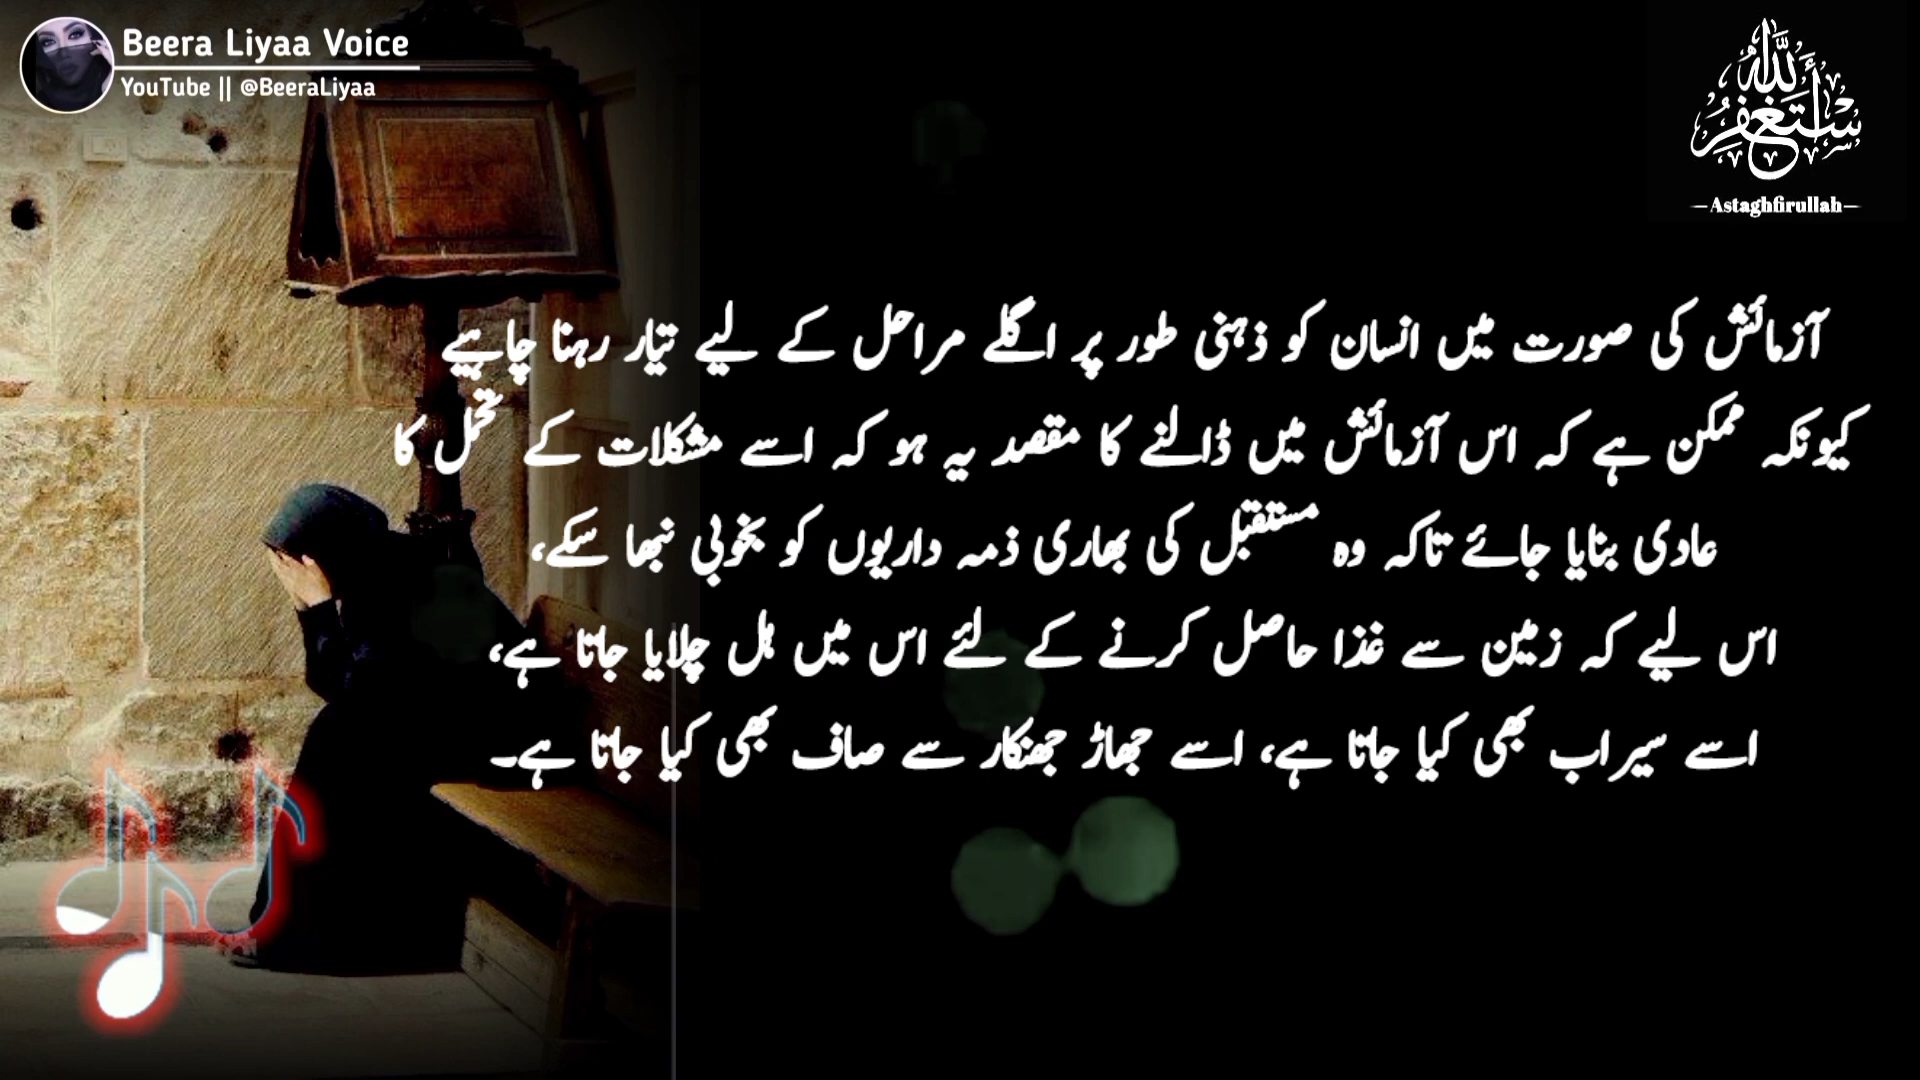 Beera Liyaa Voice
YouTube || @BeeraLiyaa
أستغفر الله
—Astaghfirullah—
آزمائش کی صورت میں انسان کو ذہنی طور پر اگلے مراحل کے لیے تیار رہنا چاہیے
کیونکہ ممکن ہے کہ اس آزمائش میں ڈالنے کا مقصد یہ ہو کہ اسے مشکلات کے تحمل کا
عادی بنایا جائے تاکہ وہ مستقبل کی بھاری ذمہ داریوں کو بخوبی نبھا سکے،
اس لیے کہ زمین سے غذا حاصل کرنے کے لئے اس میں ہل چلایا جاتا ہے،
اسے سیراب بھی کیا جاتا ہے، اسے جھاڑ جھنکار سے صاف بھی کیا جاتا ہے۔